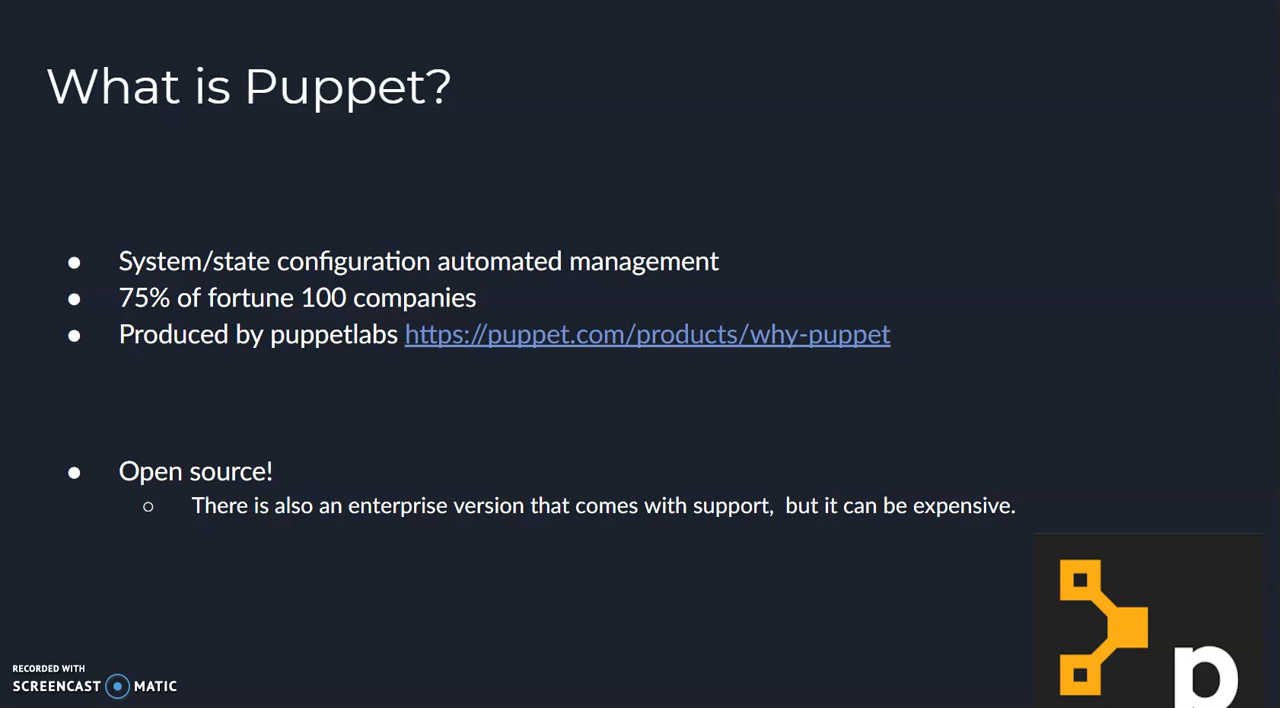 What is Puppet?
● System/state configuration automated management
● 75% of fortune 100 companies
● Produced by puppetlabs https://puppet.com/products/why-puppet
● Open source!
○ There is also an enterprise version that comes with support,  but it can be expensive.
p
RECORDED WITH
SCREENCAST MATIC